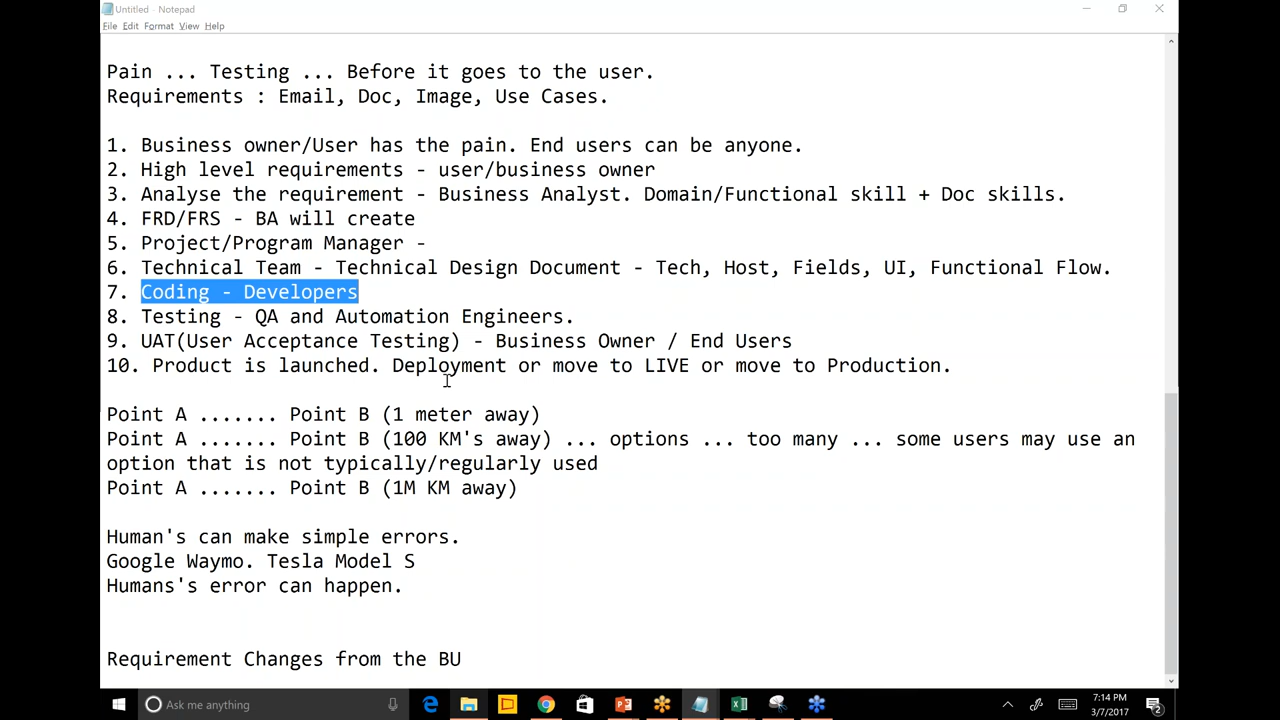 Untitled - Notepad
File Edit Format View Help
Pain ... Testing ... Before it goes to the user.
Requirements : Email, Doc, Image, Use Cases.
1. Business owner/User has the pain. End users can be anyone.
2. High level requirements - user/business owner
3. Analyse the requirement - Business Analyst. Domain/Functional skill + Doc skills.
4. FRD/FRS - BA will create
5. Project/Program Manager -
6. Technical Team - Technical Design Document - Tech, Host, Fields, UI, Functional Flow.
7. Coding - Developers
8. Testing - QA and Automation Engineers.
9. UAT(User Acceptance Testing) - Business Owner / End Users
10. Product is launched. Deployment or move to LIVE or move to Production.
Point A ....... Point B (1 meter away)
Point A ....... Point B (100 KM's away) ... options ... too many ... some users may use an
option that is not typically/regularly used
Point A ....... Point B (1M KM away)
Human's can make simple errors.
Google Waymo. Tesla Model S
Humans's error can happen.
Requirement Changes from the BU
Ask me anything
7:14 PM
3/7/2017
2